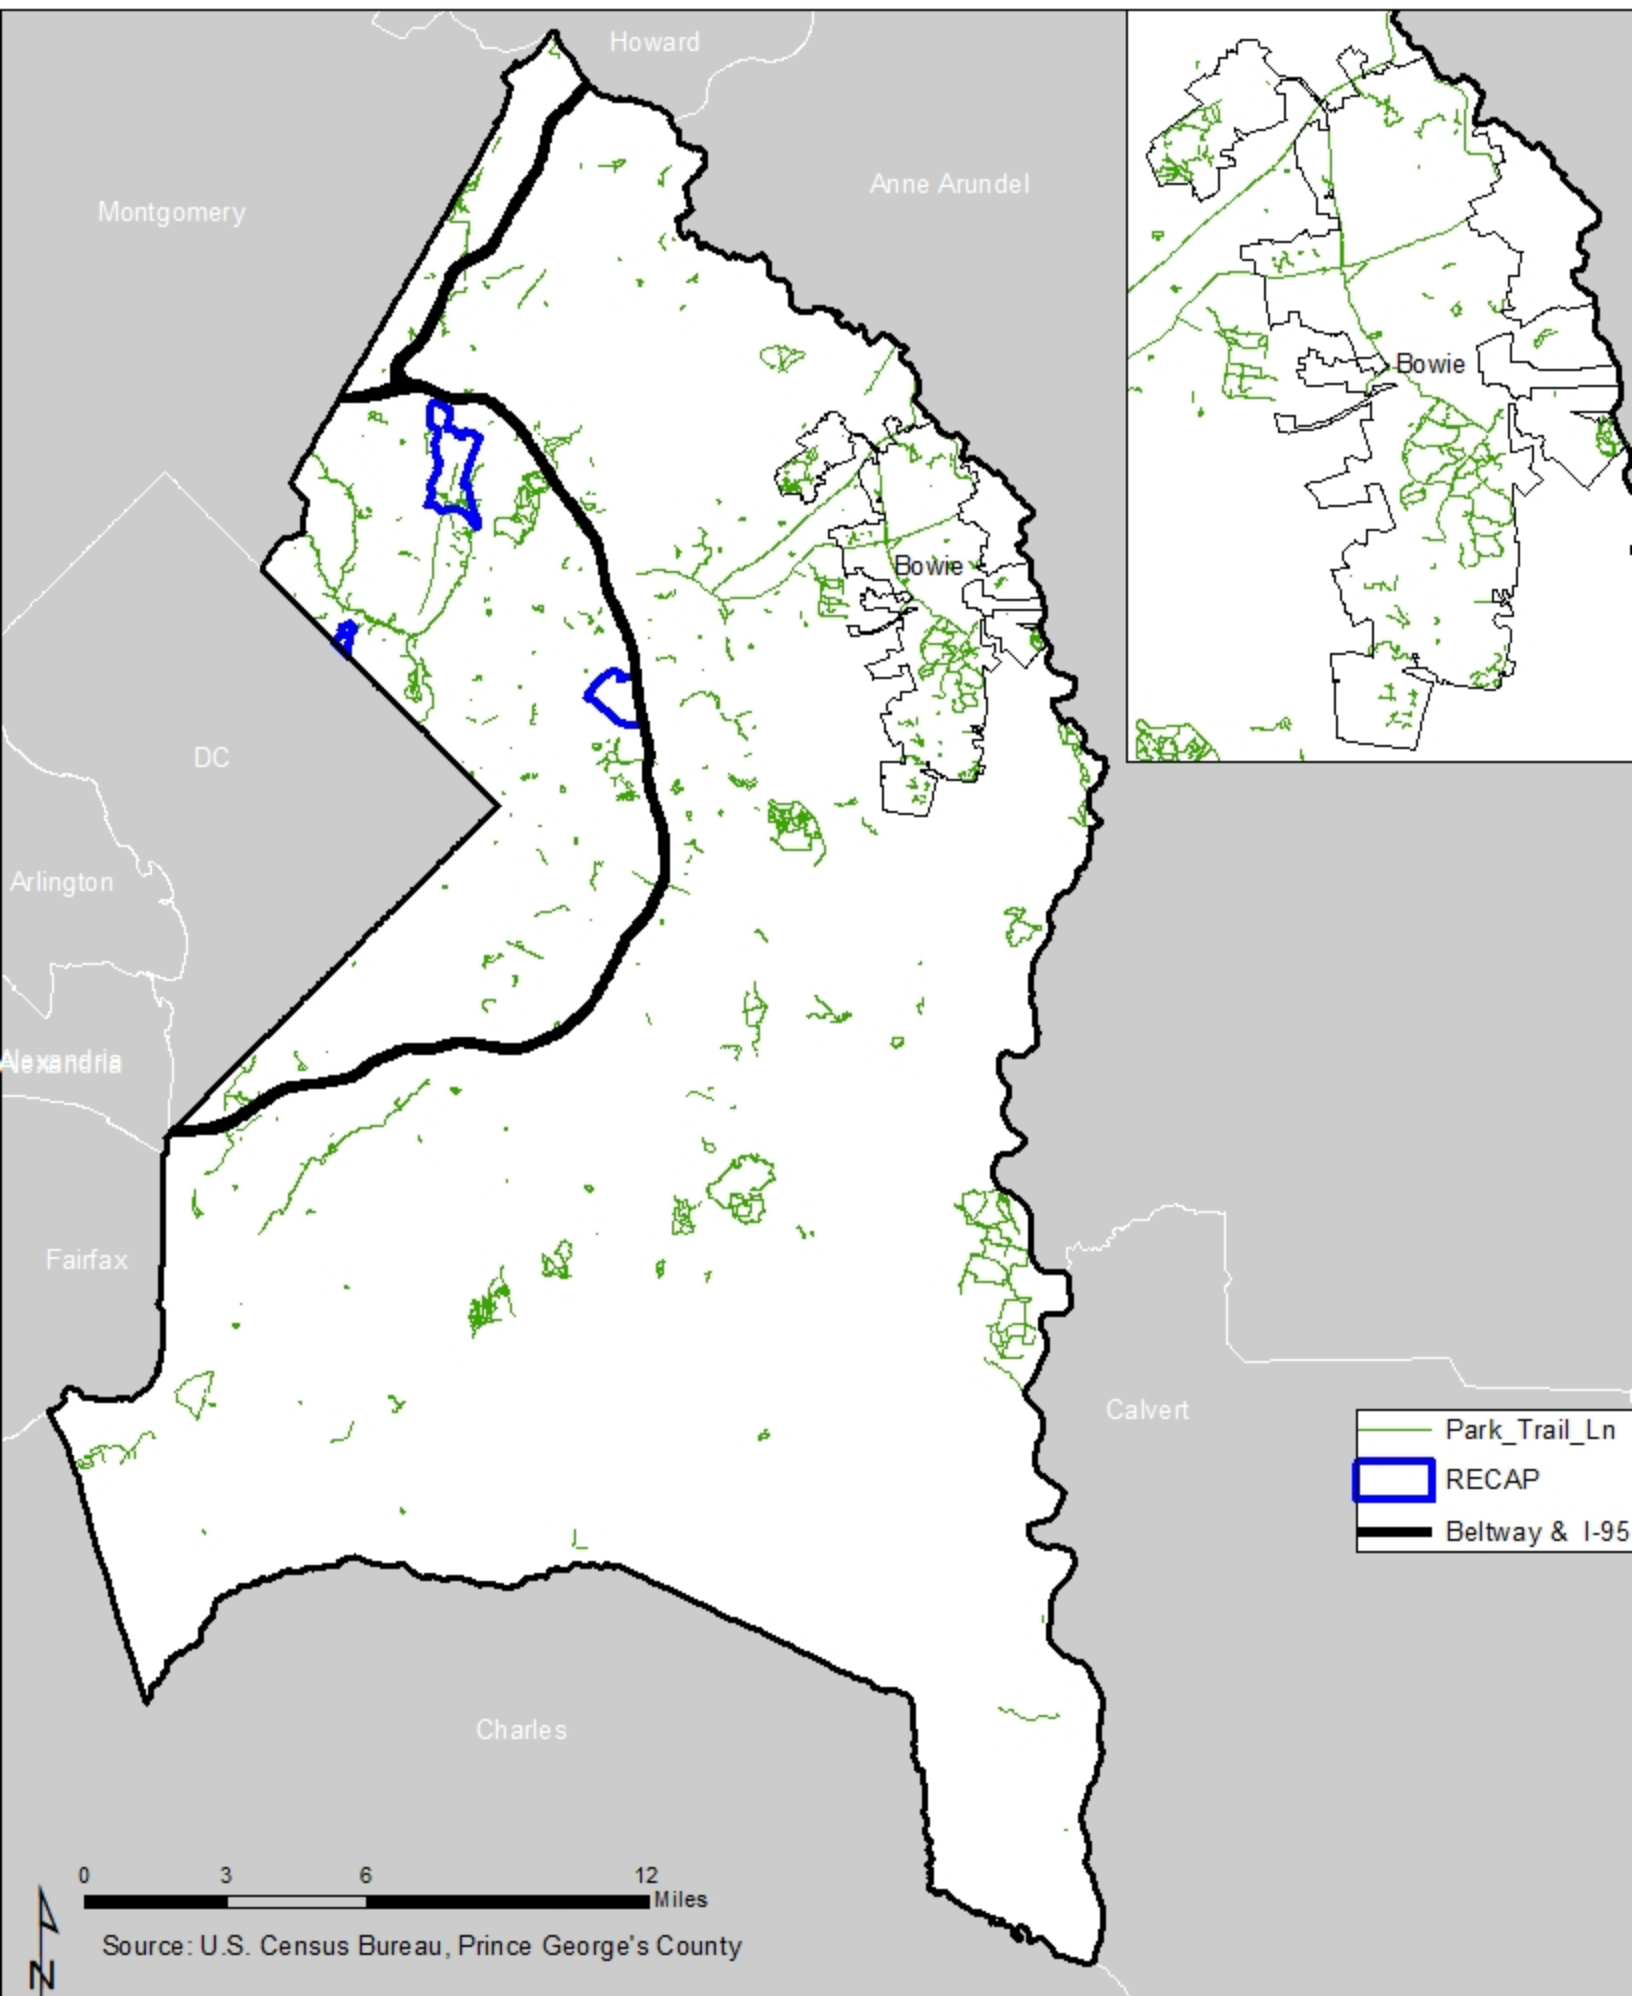 Howard
Anne Arundel
Montgomery
Bowie
Bowie
DC
Arlington
Alexandria
Alexandria
Fairfax
Calvert
Park_Trail_Ln
RECAP
Beltway & I-95
Charles
0 3 6 12
Miles
Source: U.S. Census Bureau, Prince George's County
N